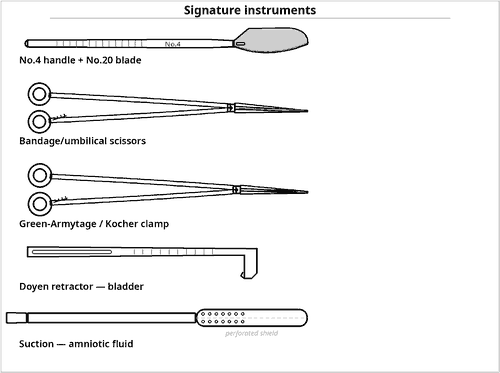 Signature instruments
No.4
No.4 handle + No.20 blade
Bandage/umbilical scissors
Green-Armytage / Kocher clamp
Doyen retractor — bladder
perforated shield
Suction — amniotic fluid